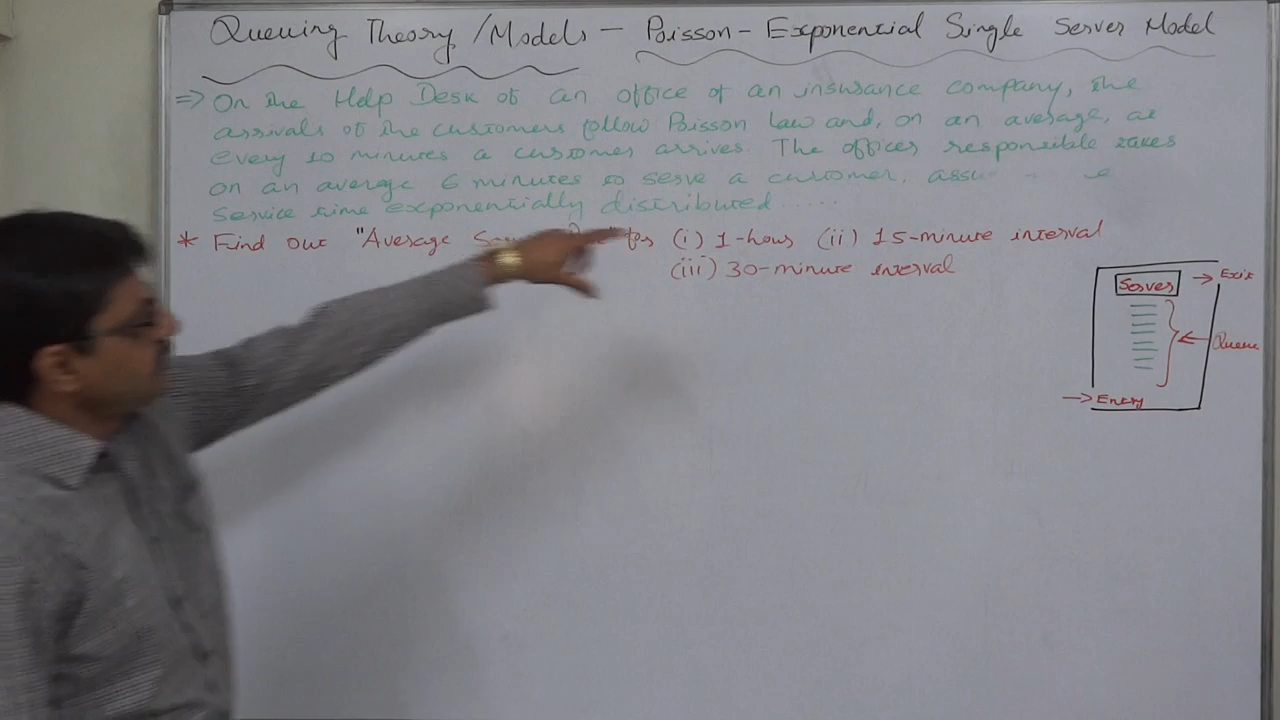 Queuing Theory/Models - Poisson-Exponential Single Server Model
=> On the Help Desk of an office of an insurance company, the
arrivals of the customers follow Poisson Law and, on an average, at
every 10 minutes a customer arrives. The officer responsible takes
on an average 6 minutes to serve a customer,
service time exponentially distributed.....
* Find out "Average for (i) 1-hour (ii) 15-minute interval
(iii) 30-minute interval
Server
→ Exit
Queue
→ Entry